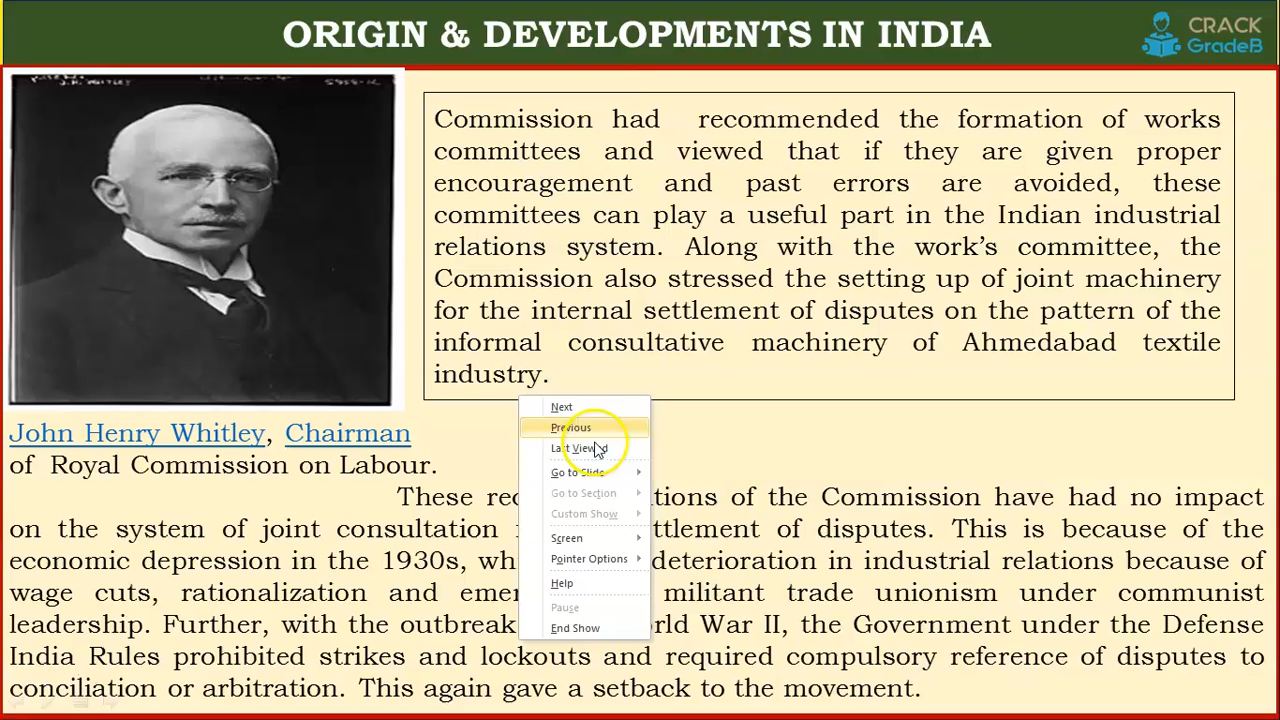 ORIGIN & DEVELOPMENTS IN INDIA
CRACK
GradeB
Commission had recommended the formation of works
committees and viewed that if they are given proper
encouragement and past errors are avoided, these
committees can play a useful part in the Indian industrial
relations system. Along with the work's committee, the
Commission also stressed the setting up of joint machinery
for the internal settlement of disputes on the pattern of the
informal consultative machinery of Ahmedabad textile
industry.
John Henry Whitley, Chairman
of Royal Commission on Labour.
Next
Previous
Last Viewed
Go to Slide
Go to Section
Custom Show
Screen
Pointer Options
Help
Pause
End Show
These tions of the Commission have had no impact
on the system of joint consultation ttlement of disputes. This is because of the
economic depression in the 1930s, deterioration in industrial relations because of
wage cuts, rationalization and militant trade unionism under communist
leadership. Further, with the outbreak World War II, the Government under the Defense
India Rules prohibited strikes and lockouts and required compulsory reference of disputes to
conciliation or arbitration. This again gave a setback to the movement.